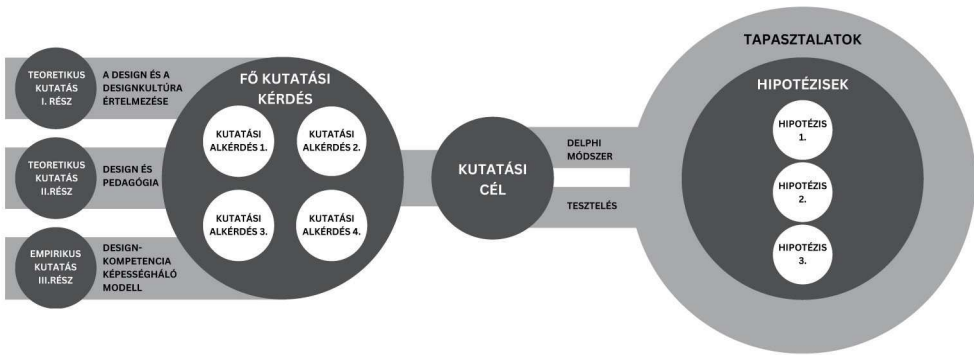 TEORETIKUS
KUTATÁS
I. RÉSZ
A DESIGN ÉS A
DESIGNKULTÚRA
ÉRTELMEZÉSE
TEORETIKUS
KUTATÁS
II.RÉSZ
DESIGN ÉS
PEDAGÓGIA
EMPIRIKUS
KUTATÁS
III.RÉSZ
DESIGN-
KOMPETENCIA
KÉPESSÉGHÁLÓ
MODELL
FŐ KUTATÁSI
KÉRDÉS
KUTATÁSI
ALKÉRDÉS 1.
KUTATÁSI
ALKÉRDÉS 2.
KUTATÁSI
ALKÉRDÉS 3.
KUTATÁSI
ALKÉRDÉS 4.
KUTATÁSI
CÉL
DELPHI
MÓDSZER
TESZTELÉS
TAPASZTALATOK
HIPOTÉZISEK
HIPOTÉZIS
1.
HIPOTÉZIS
2.
HIPOTÉZIS
3.